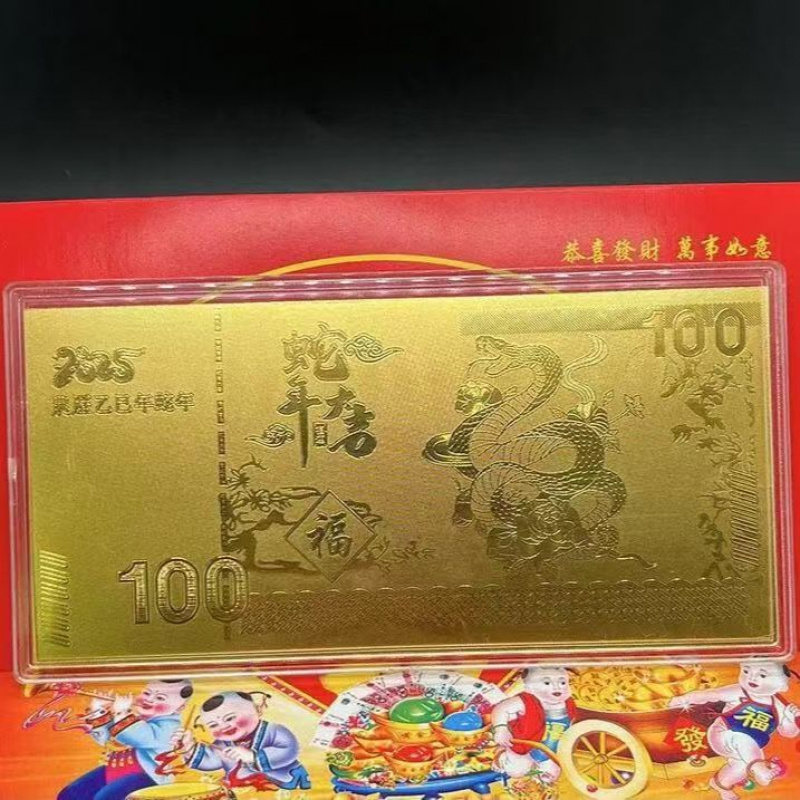 恭喜發財 萬事如意
2025
農歷乙巳年蛇年
蛇
年大吉
100
福
100
發
福